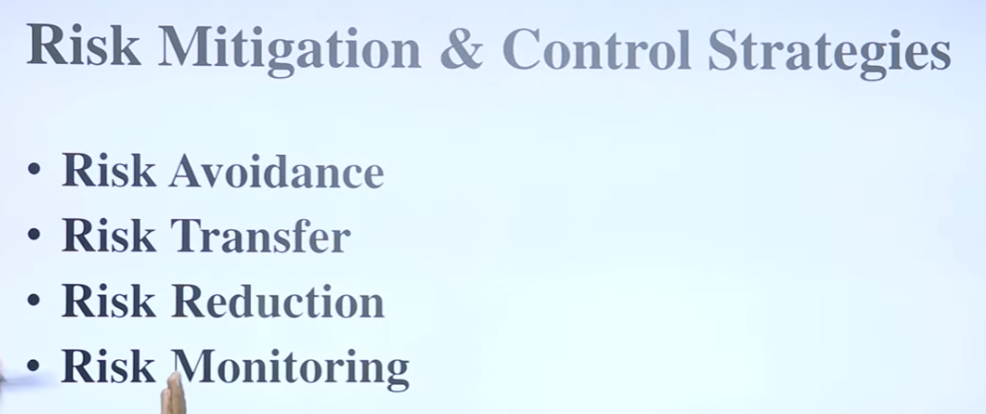 Risk Mitigation & Control Strategies
• Risk Avoidance
• Risk Transfer
• Risk Reduction
• Risk Monitoring